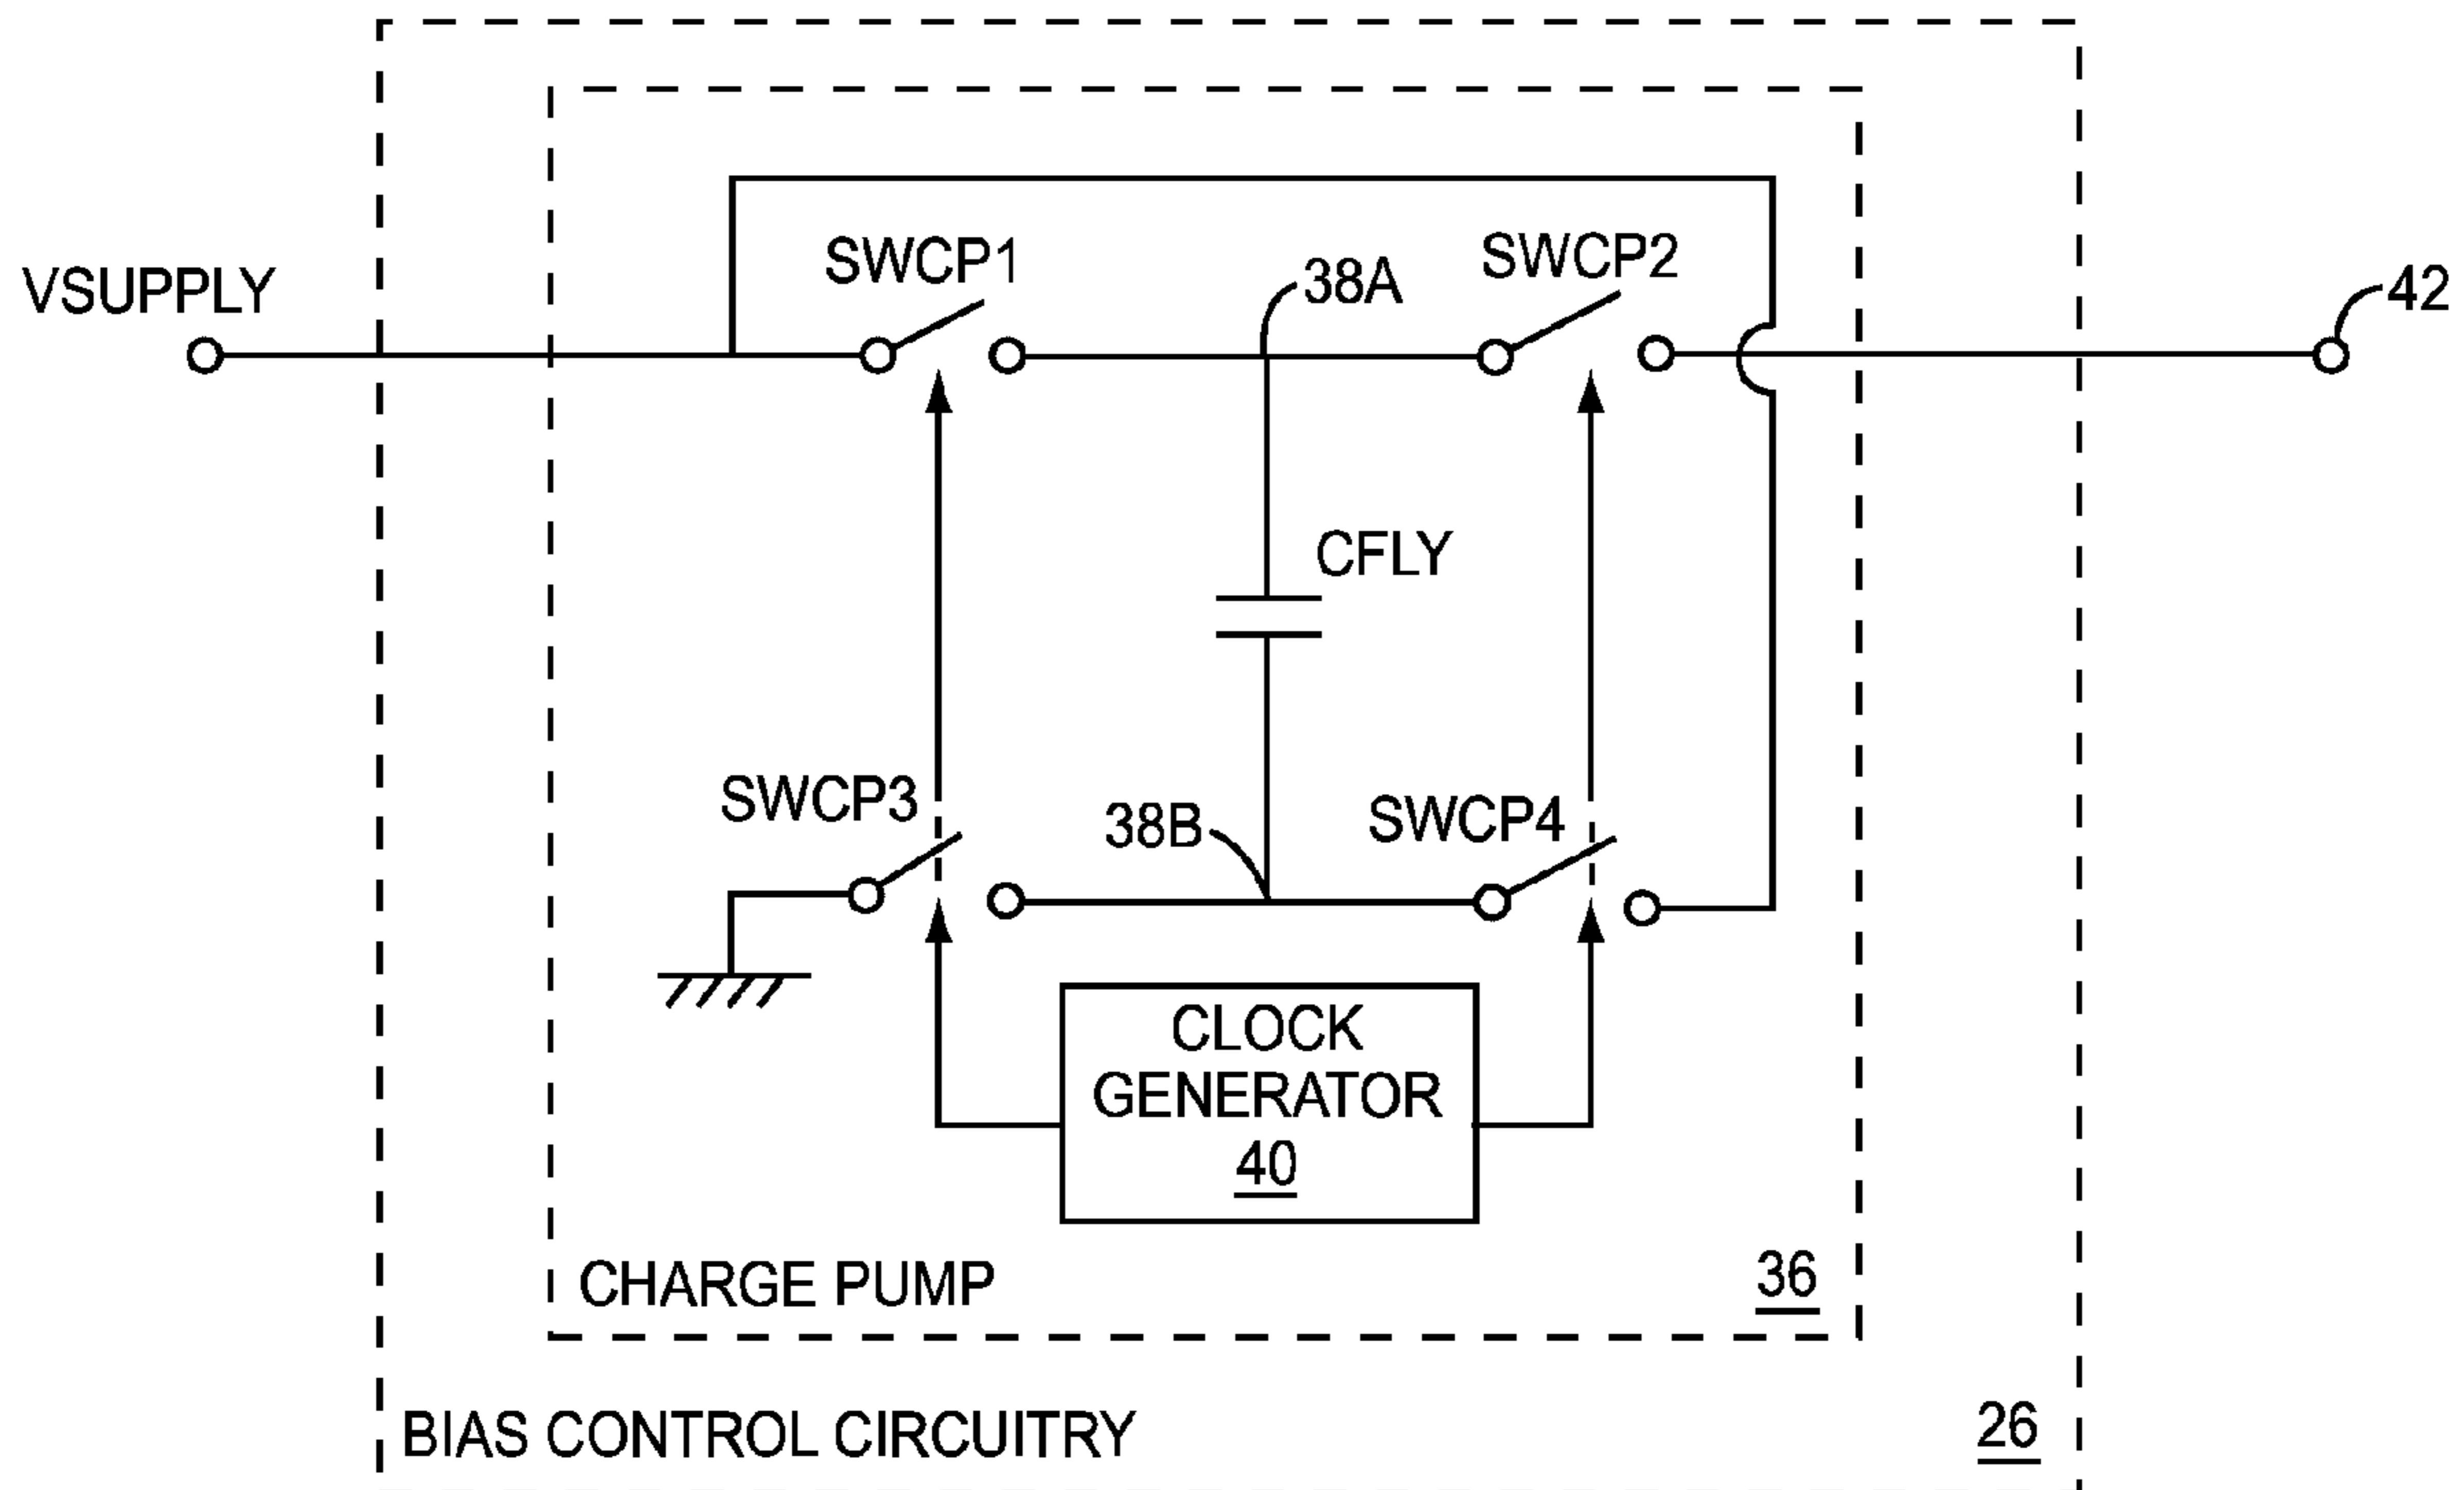 VSUPPLY
SWCP1
38A
SWCP2
42
CFLY
SWCP3
38B
SWCP4
CLOCK
GENERATOR
40
CHARGE PUMP
36
BIAS CONTROL CIRCUITRY
26